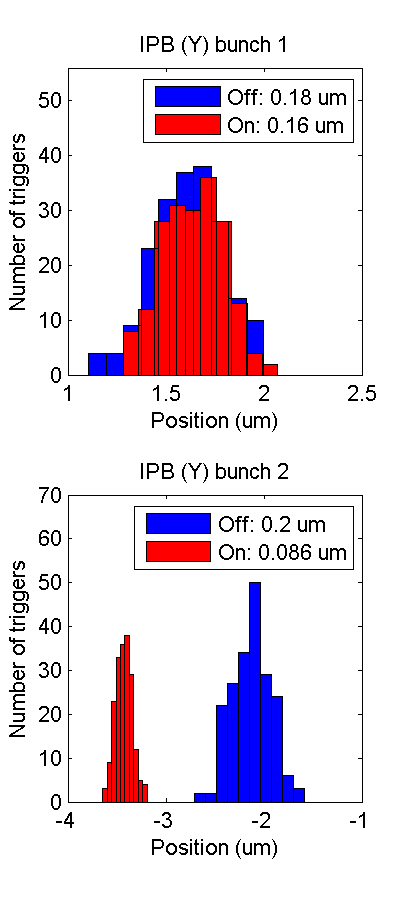 IPB (Y) bunch 1
Off: 0.18 um
On: 0.16 um
Number of triggers
50
40
30
20
10
0
1
1.5
2
2.5
Position (um)
IPB (Y) bunch 2
Off: 0.2 um
On: 0.086 um
Number of triggers
70
60
50
40
30
20
10
0
-4
-3
-2
-1
Position (um)